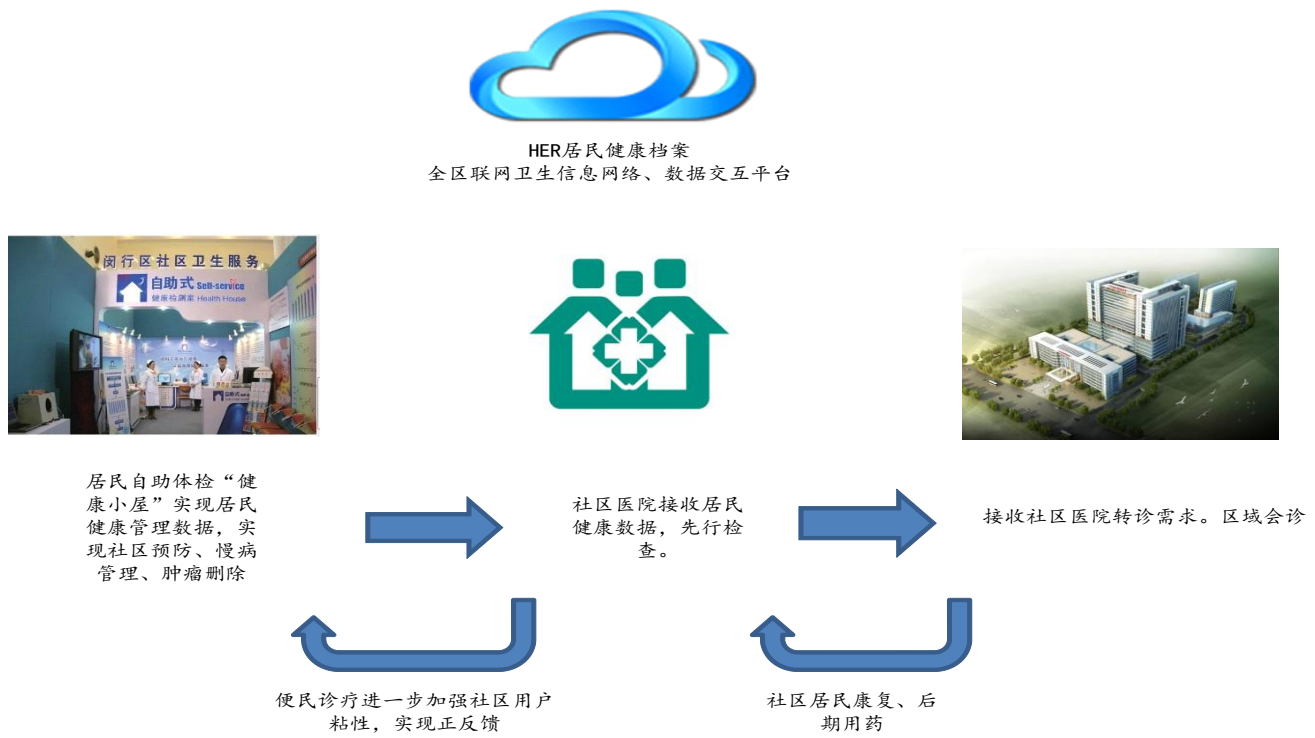 HER居民健康档案
全区联网卫生信息网络、数据交互平台
闵行区社区卫生服务
自助式 Self-service
健康检测室 Health House
自助式
居民自助体检“健
康小屋”实现居民
健康管理数据，实
现社区预防、慢病
管理、肿瘤删除
社区医院接收居民
健康数据，先行检
查。
接收社区医院转诊需求。区域会诊
便民诊疗进一步加强社区用户
粘性，实现正反馈
社区居民康复、后
期用药